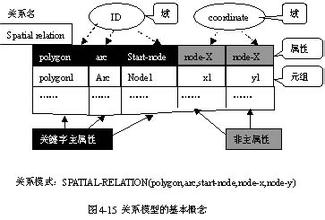 关系名
ID
域
coordinate
域
Spatial relation
polygon arc Start-node node-X node-X
属性
polygon1 Arc Node1 x1 y1
元组
…… …… …… …… ……
关键字主属性
非主属性
关系模式: SPATIAL-RELATION(polygon,arc,start-node,node-x,node-y)
图4-15 关系模型的基本概念